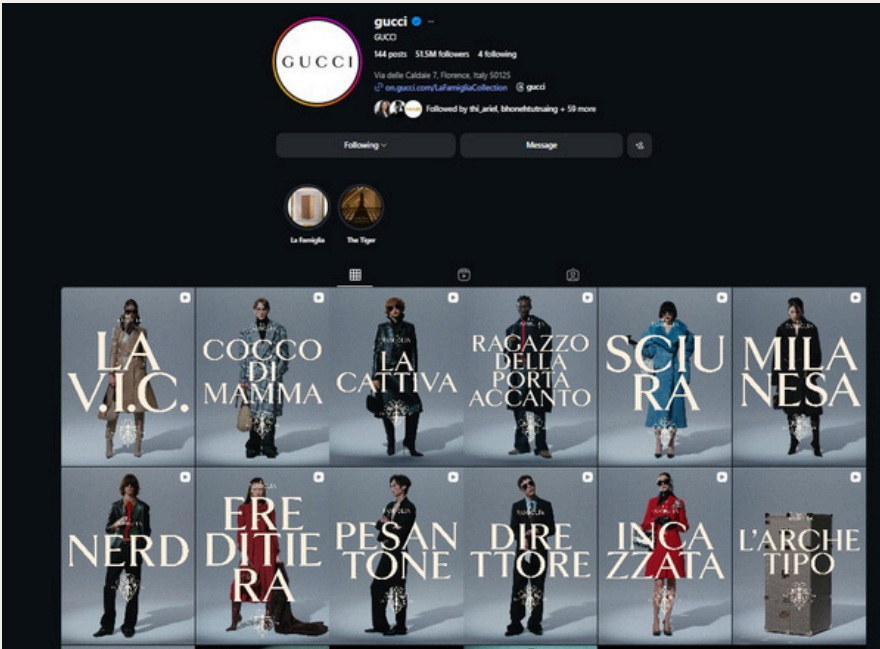 gucci
GUCCI
GUCCI
144 posts 51.5M followers 4 following
Via delle Caldaie 7, Florence, Italy 50125
on.gucci.com/LaFamigliaCollection gucci
Followed by thi_ariel, bhonehtutnaing + 59 more
Following Message
La Famiglia The Tiger
LA
V.I.C.
COCCO
DI
MAMMA
LA
CATTIVA
RAGAZZO
DELLA
PORTA
ACCANTO
SCIU
RA
MILA
NESA
NERD
ERE
DITIE
RA
PESAN
TONE
DIRE
TTORE
INCA
ZZATA
L'ARCHE
TIPO